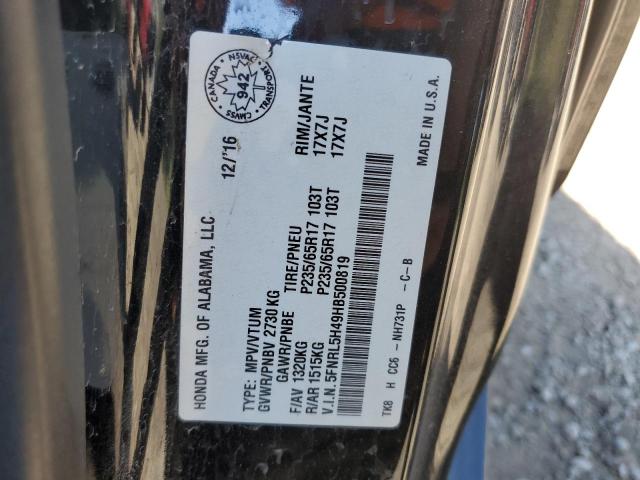 HONDA MFG. OF ALABAMA, LLC 12/'16
CANADA NSVAC
942
CMVSS TRANSPORT
TYPE: MPV/VTUM
GVWR/PNBV 2730 KG
GAWR/PNBE TIRE/PNEU RIM/JANTE
F/AV 1320KG P235/65R17 103T 17X7J
R/AR 1515KG P235/65R17 103T 17X7J
V.I.N. 5FNRL5H49HB500819
MADE IN U.S.A.
TK8 H CC6 - NH731P - C-B